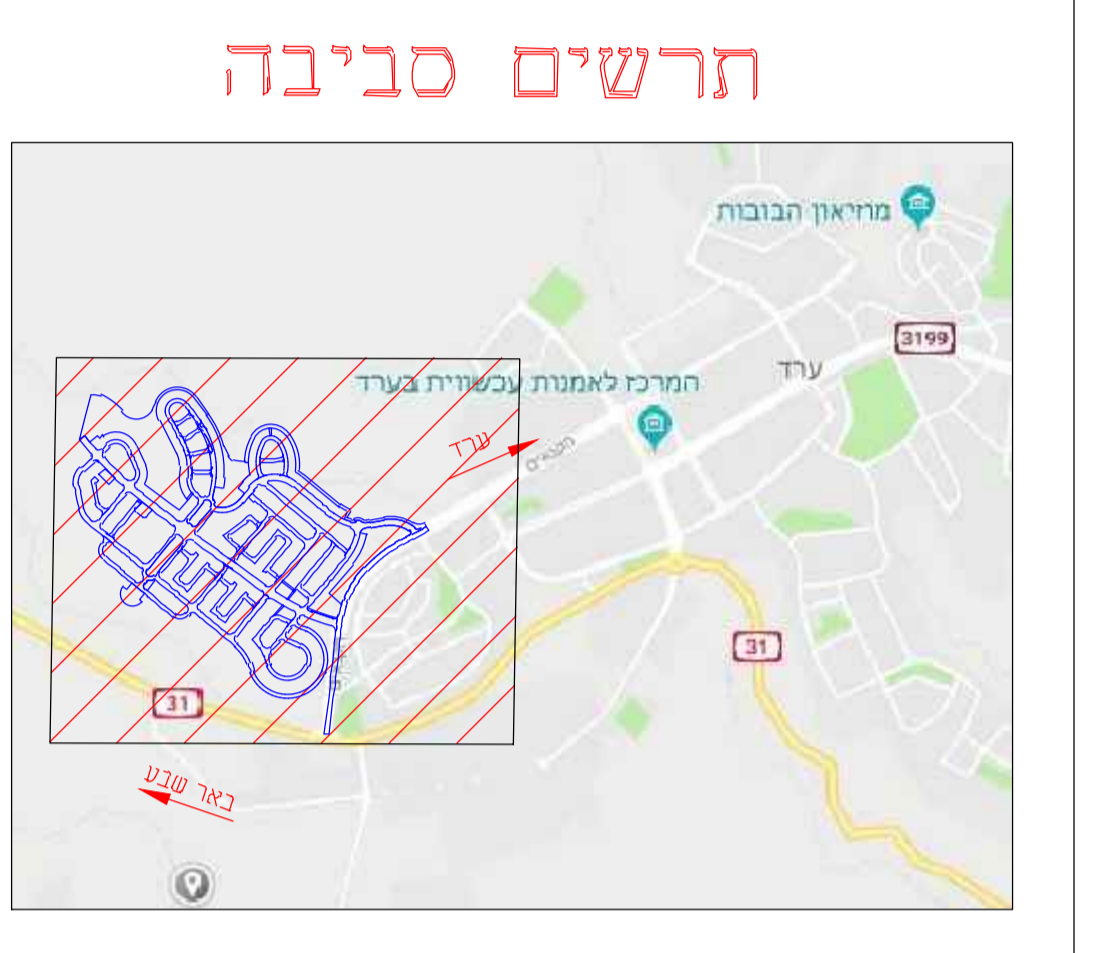 תרשים סביבה
מוזיאון הבובות
3199
ערד
המרכז לאמנות עכשווית בערד
ערד
31
31
באר שבע